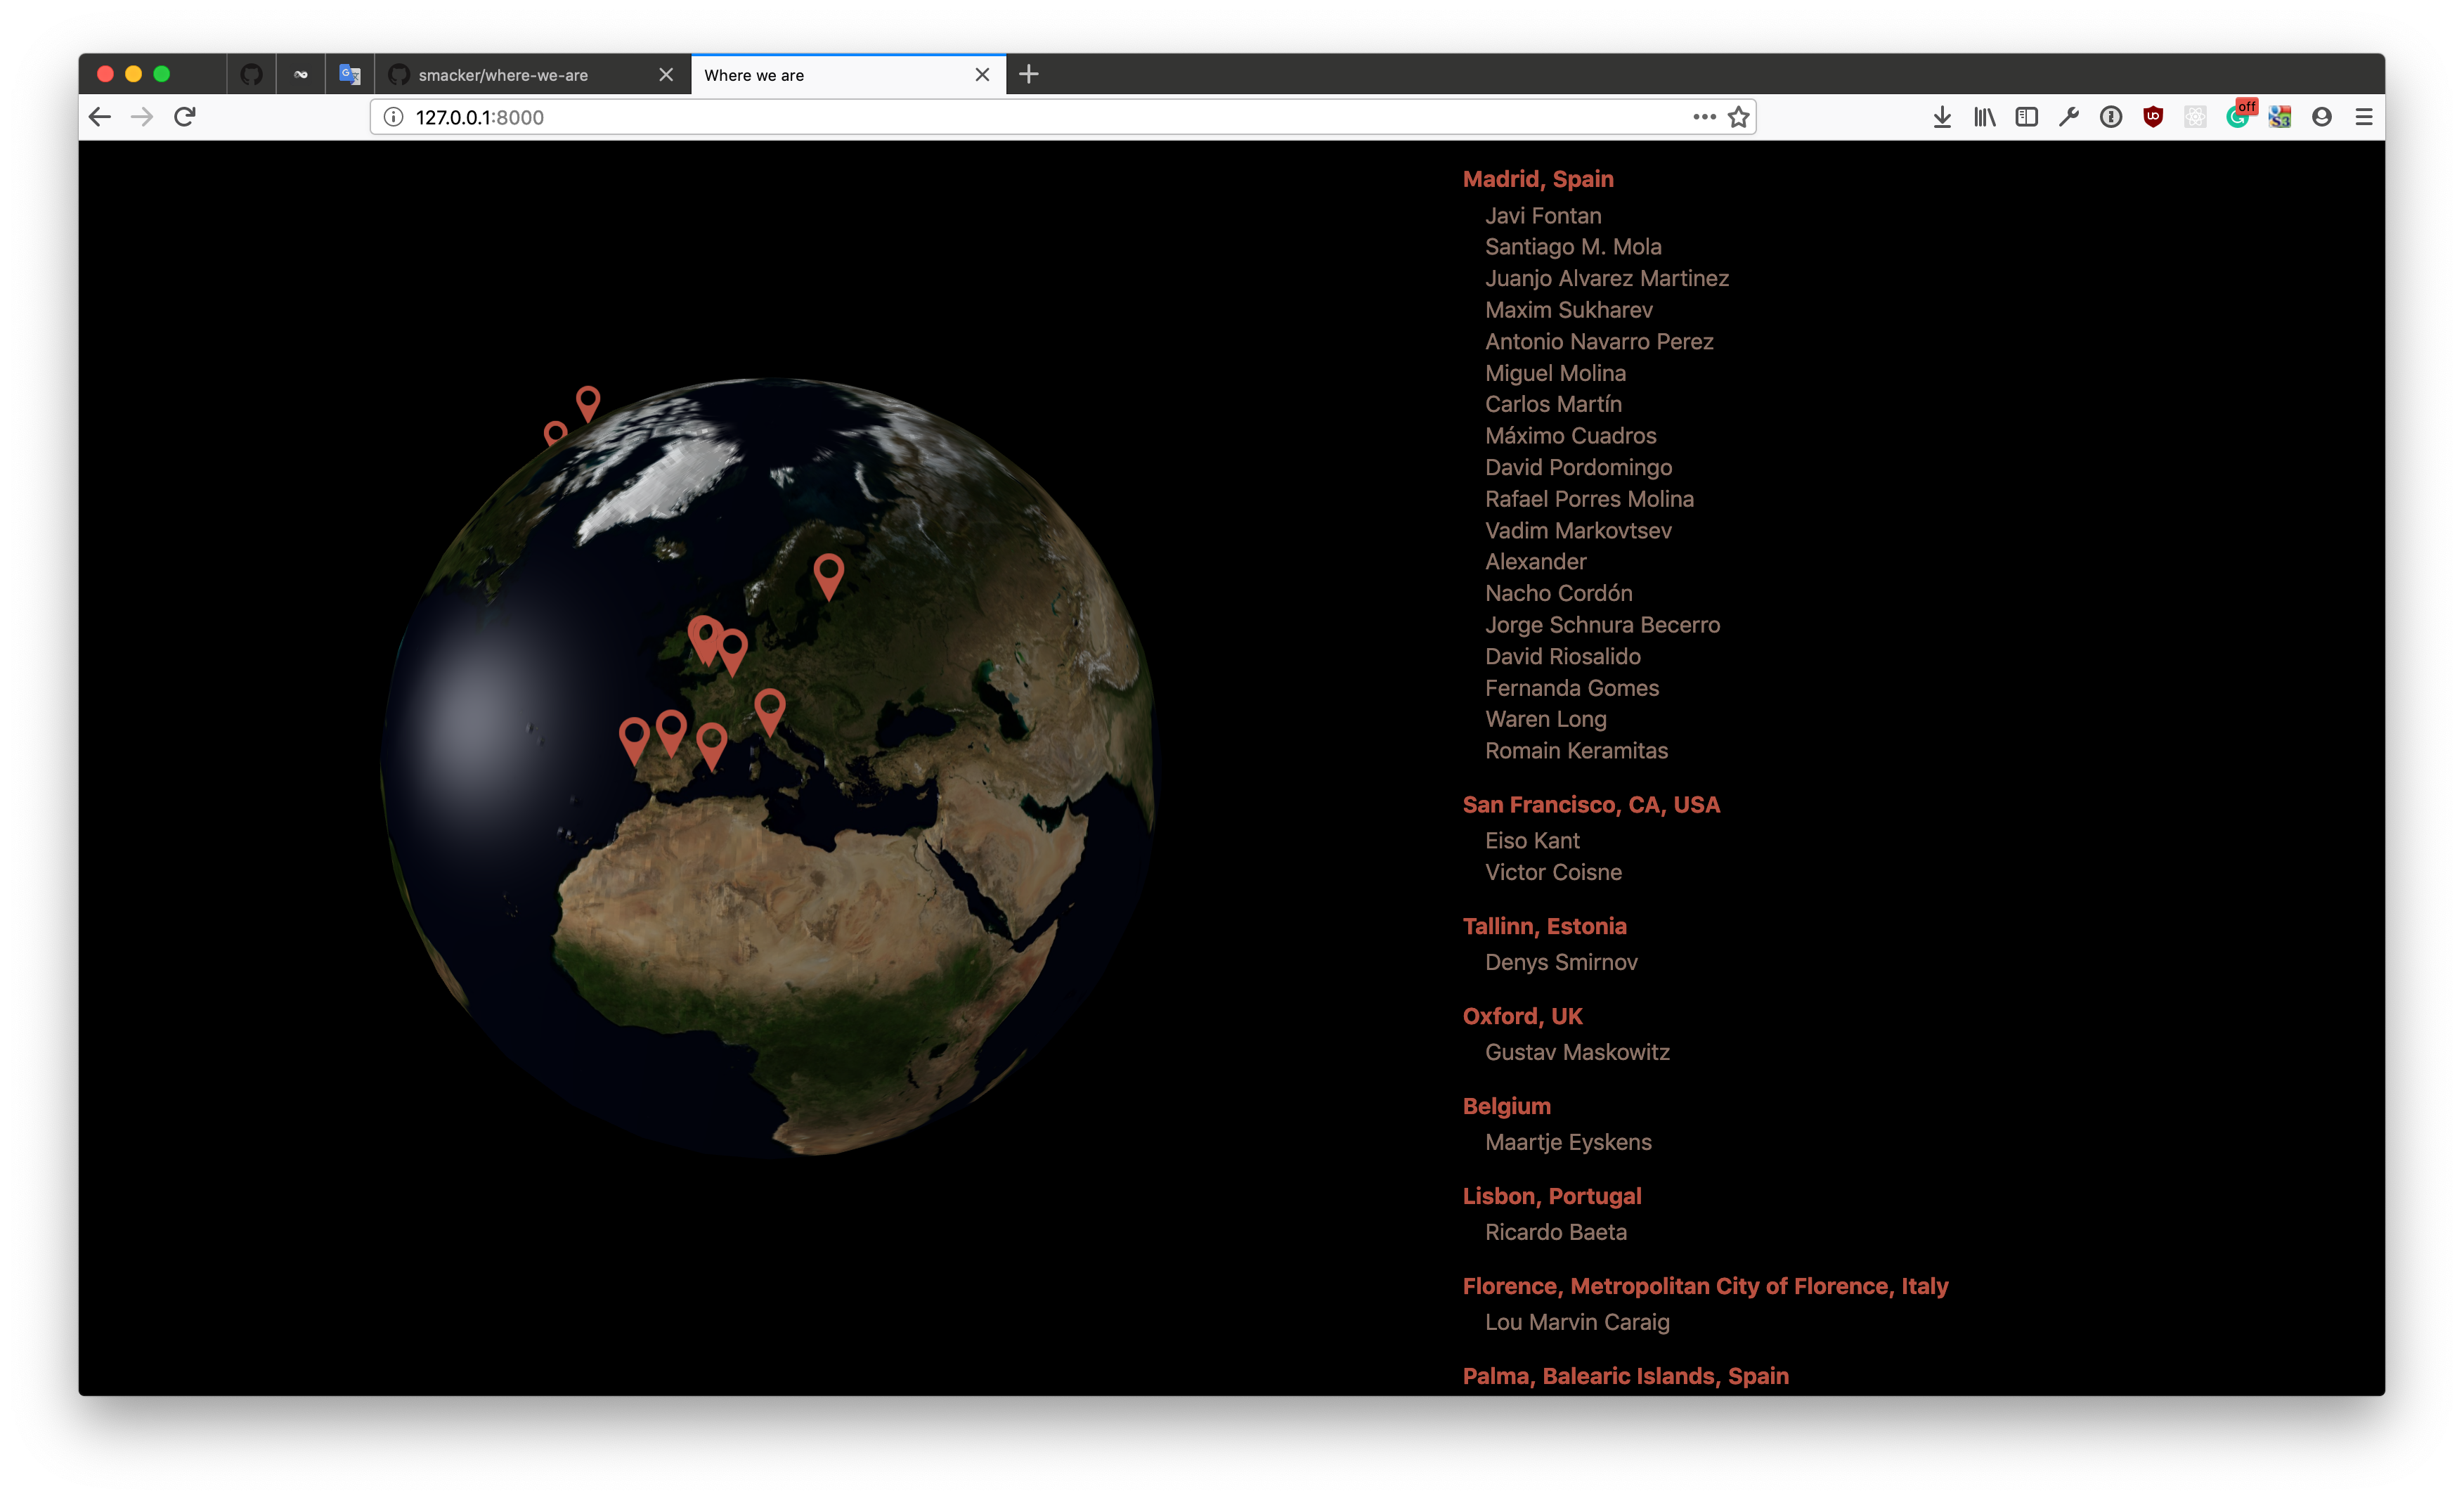 smacker/where-we-are
Where we are
127.0.0.1:8000
off
Madrid, Spain
Javi Fontan
Santiago M. Mola
Juanjo Alvarez Martinez
Maxim Sukharev
Antonio Navarro Perez
Miguel Molina
Carlos Martín
Máximo Cuadros
David Pordomingo
Rafael Porres Molina
Vadim Markovtsev
Alexander
Nacho Cordón
Jorge Schnura Becerro
David Riosalido
Fernanda Gomes
Waren Long
Romain Keramitas
San Francisco, CA, USA
Eiso Kant
Victor Coisne
Tallinn, Estonia
Denys Smirnov
Oxford, UK
Gustav Maskowitz
Belgium
Maartje Eyskens
Lisbon, Portugal
Ricardo Baeta
Florence, Metropolitan City of Florence, Italy
Lou Marvin Caraig
Palma, Balearic Islands, Spain